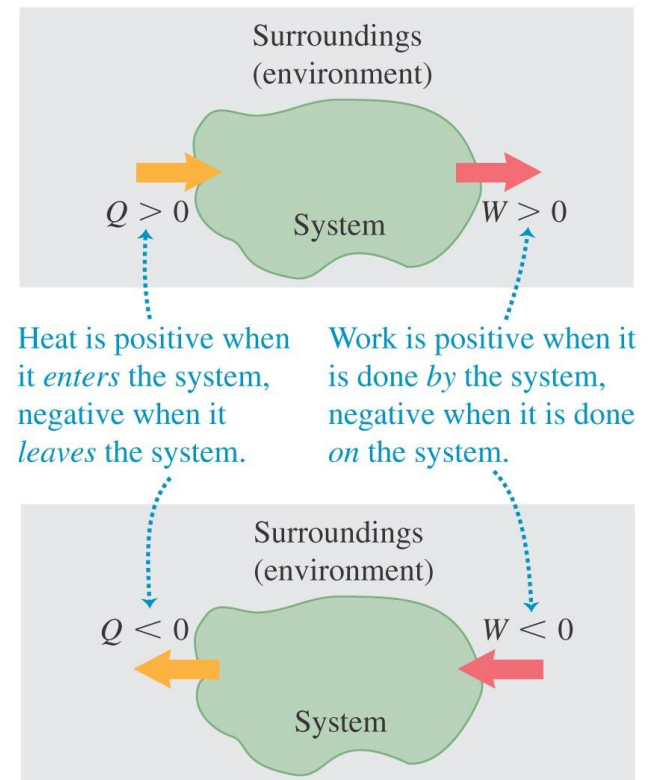 Surroundings
(environment)
Q > 0
System
W > 0
Heat is positive when
it enters the system,
negative when it
leaves the system.
Work is positive when it
is done by the system,
negative when it is done
on the system.
Surroundings
(environment)
Q < 0
W < 0
System